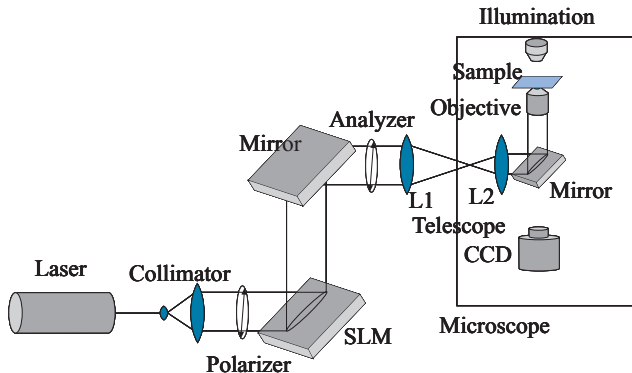 Illumination
Sample
Objective
Analyzer
Mirror
L1
L2
Mirror
Telescope
CCD
Laser
Collimator
SLM
Microscope
Polarizer